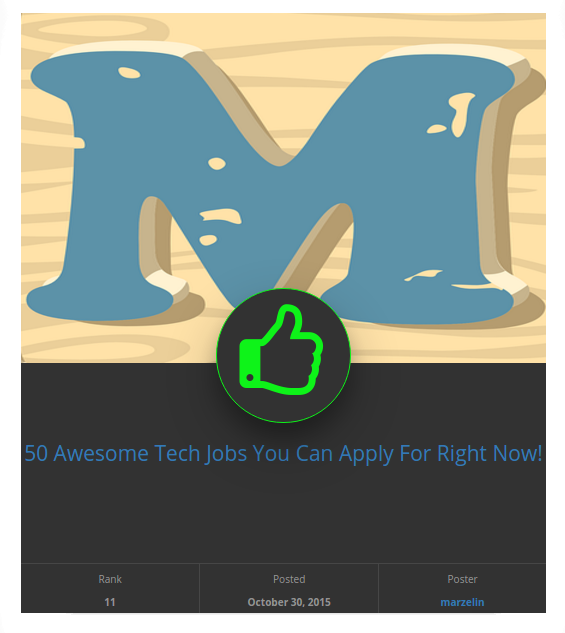 M
50 Awesome Tech Jobs You Can Apply For Right Now!
Rank
Posted
Poster
11
October 30, 2015
marzelin